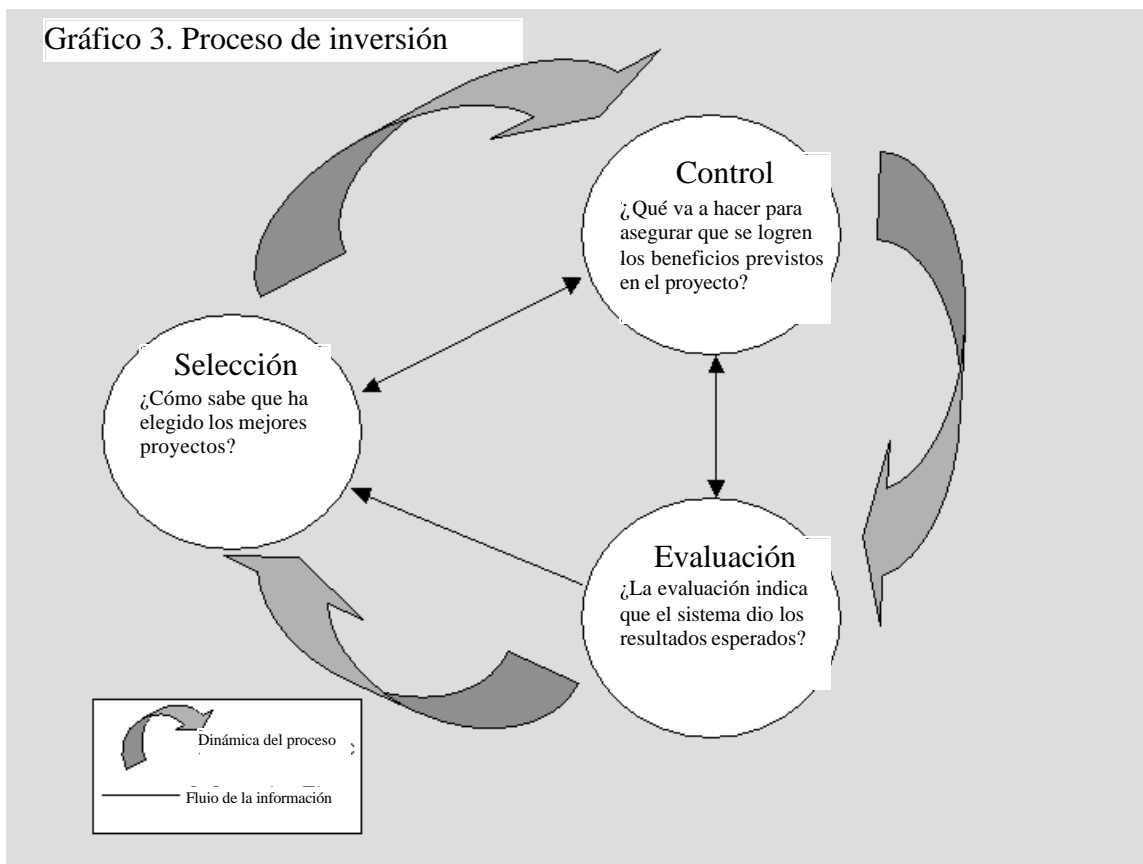 Gráfico 3. Proceso de inversión
Control
¿Qué va a hacer para
asegurar que se logren
los beneficios previstos
en el proyecto?
Selección
¿Cómo sabe que ha
elegido los mejores
proyectos?
Evaluación
¿La evaluación indica
que el sistema dio los
resultados esperados?
Dinámica del proceso
Fluio de la información